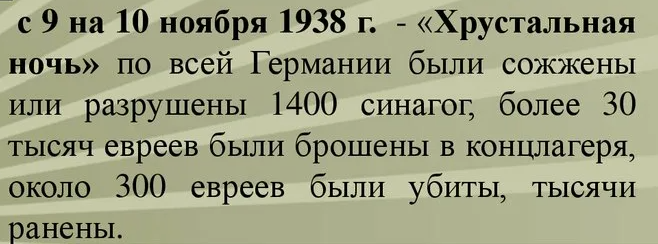 с 9 на 10 ноября 1938 г. - «Хрустальная
ночь» по всей Германии были сожжены
или разрушены 1400 синагог, более 30
тысяч евреев были брошены в концлагеря,
около 300 евреев были убиты, тысячи
ранены.